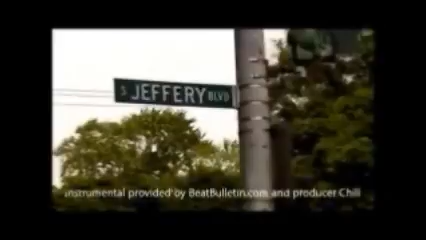 S. JEFFERY BLVD
Instrumental provided by BeatBulletin.com and producer Chill